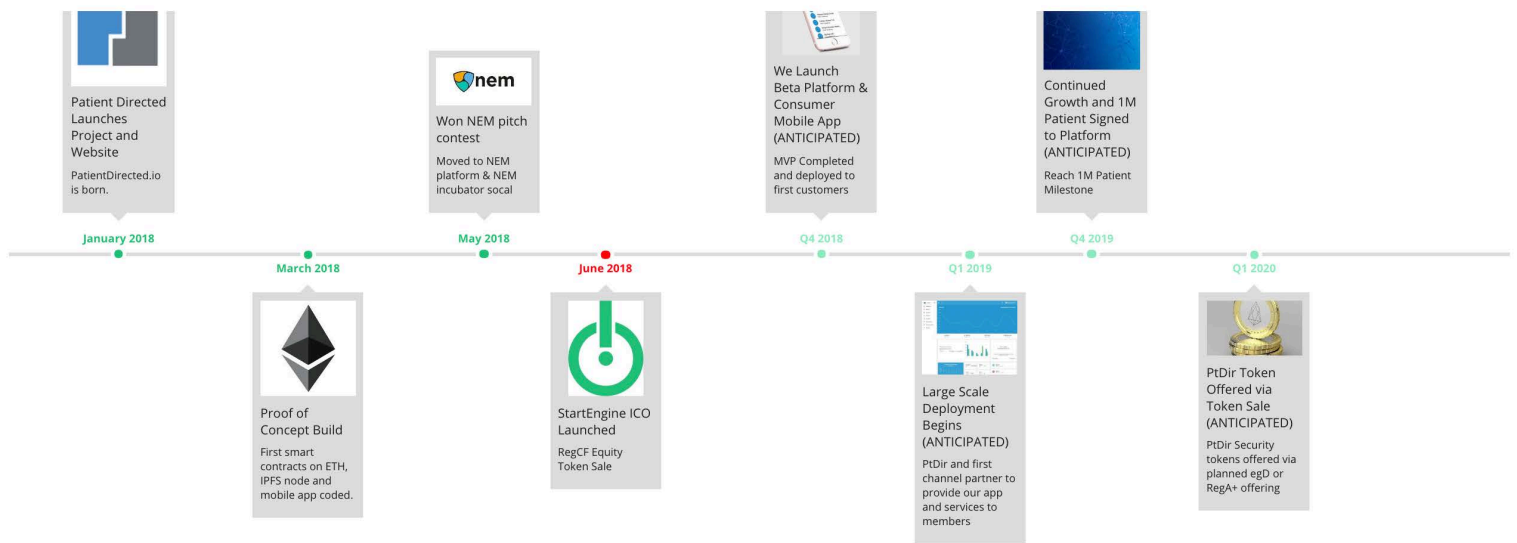 Patient Directed
Launches
Project and
Website
PatientDirected.io
is born.
January 2018
Proof of
Concept Build
First smart
contracts on ETH,
IPFS node and
mobile app coded.
March 2018
nem
Won NEM pitch
contest
Moved to NEM
platform & NEM
incubator socal
May 2018
June 2018
StartEngine ICO
Launched
RegCF Equity
Token Sale
We Launch
Beta Platform &
Consumer
Mobile App
(ANTICIPATED)
MVP Completed
and deployed to
first customers
Q4 2018
Q1 2019
Large Scale
Deployment
Begins
(ANTICIPATED)
PtDir and first
channel partner to
provide our app
and services to
members
Continued
Growth and 1M
Patient Signed
to Platform
(ANTICIPATED)
Reach 1M Patient
Milestone
Q4 2019
Q1 2020
PtDir Token
Offered via
Token Sale
(ANTICIPATED)
PtDir Security
tokens offered via
planned egD or
RegA+ offering